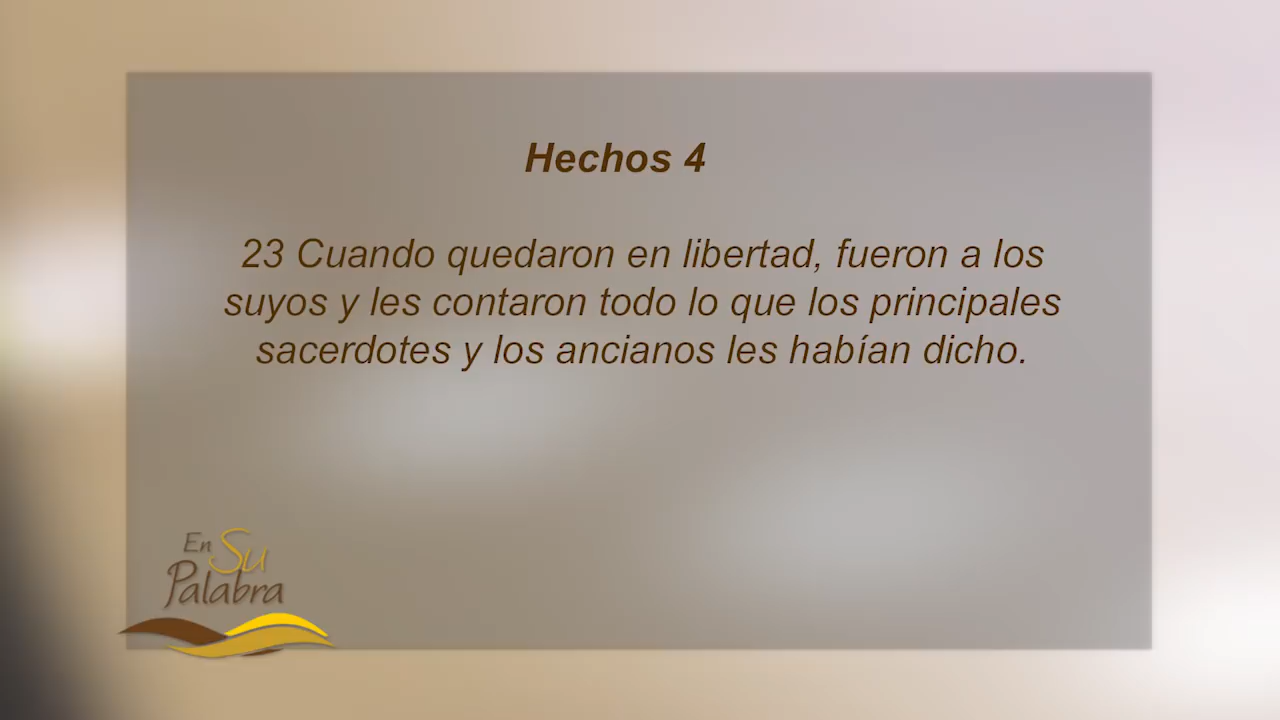 Hechos 4
23 Cuando quedaron en libertad, fueron a los
suyos y les contaron todo lo que los principales
sacerdotes y los ancianos les habían dicho.
En Su
Palabra